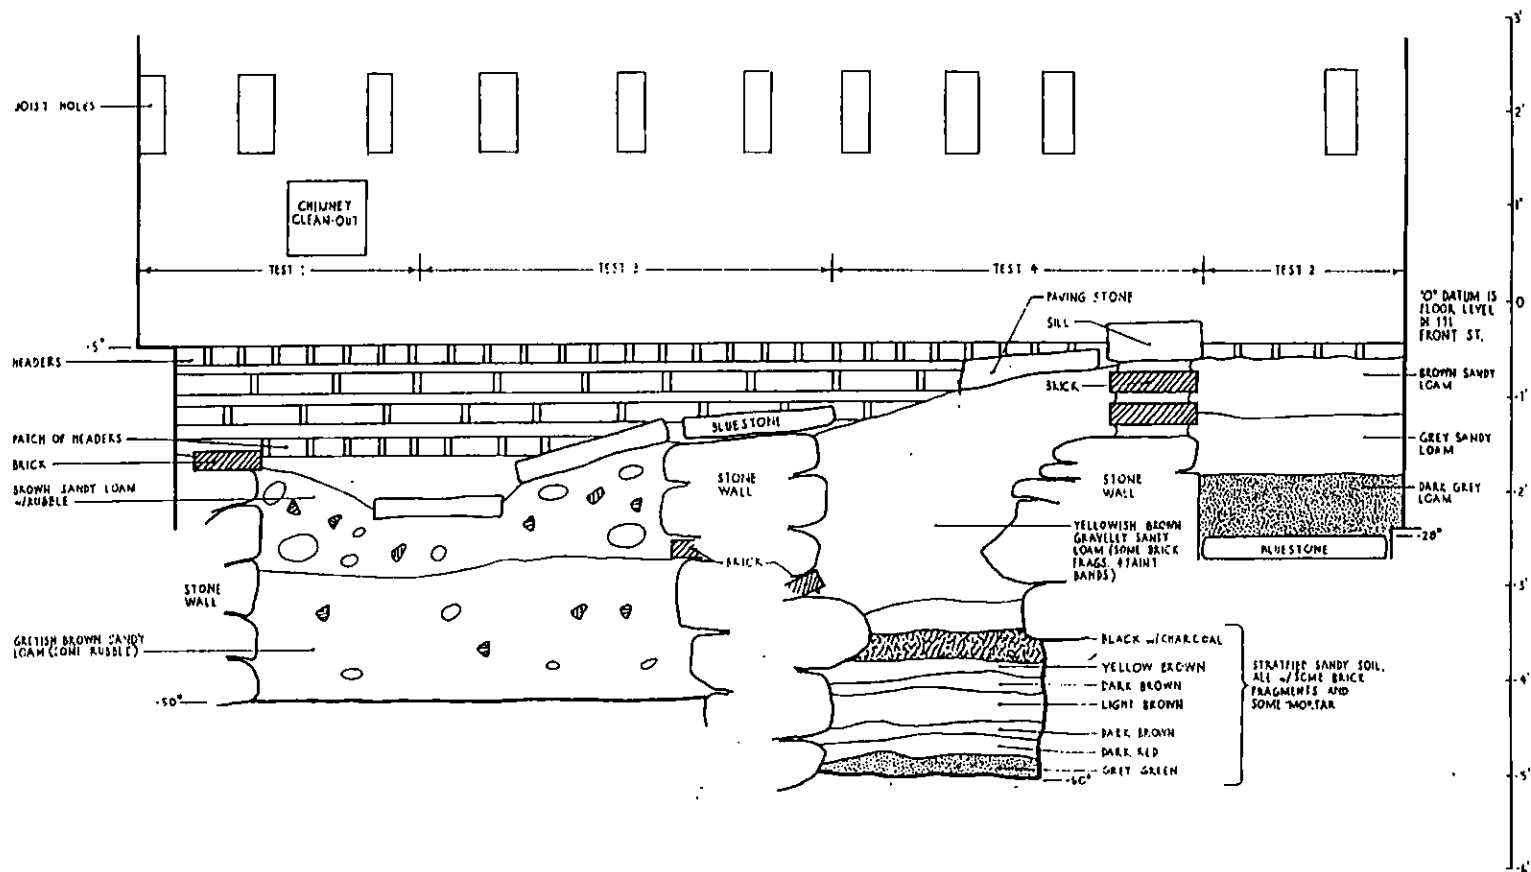 3'
JOIST HOLES
2'
CHIMNEY
CLEAN-OUT
1'
TEST 1
TEST 3
TEST 4
TEST 2
PAVING STONE
SILL
0
"0" DATUM IS
FLOOR LEVEL
FRONT ST.
-5"
HEADERS
BRICK
BROWN SANDY
LOAM
-1'
BLUESTONE
PATCH OF HEADERS
BRICK
BROWN SANDY LOAM
W/RUBBLE
STONE
WALL
STONE
WALL
GREY SANDY
LOAM
DARK GREY
LOAM
-2'
YELLOWISH BROWN
GRAVELLY SANDY
LOAM (SOME BRICK
FRAGS. & FAINT
BANDS)
-28"
BLUESTONE
BRICK
STONE
WALL
-3'
GREYISH BROWN SANDY
LOAM (SOME RUBBLE)
BLACK W/CHARCOAL
YELLOW BROWN
DARK BROWN
LIGHT BROWN
DARK BROWN
DARK RED
GREY GREEN
STRATIFIED SANDY SOIL,
ALL W/SOME BRICK
FRAGMENTS AND
SOME MORTAR
-4'
-50"
-60"
-5'
-6'